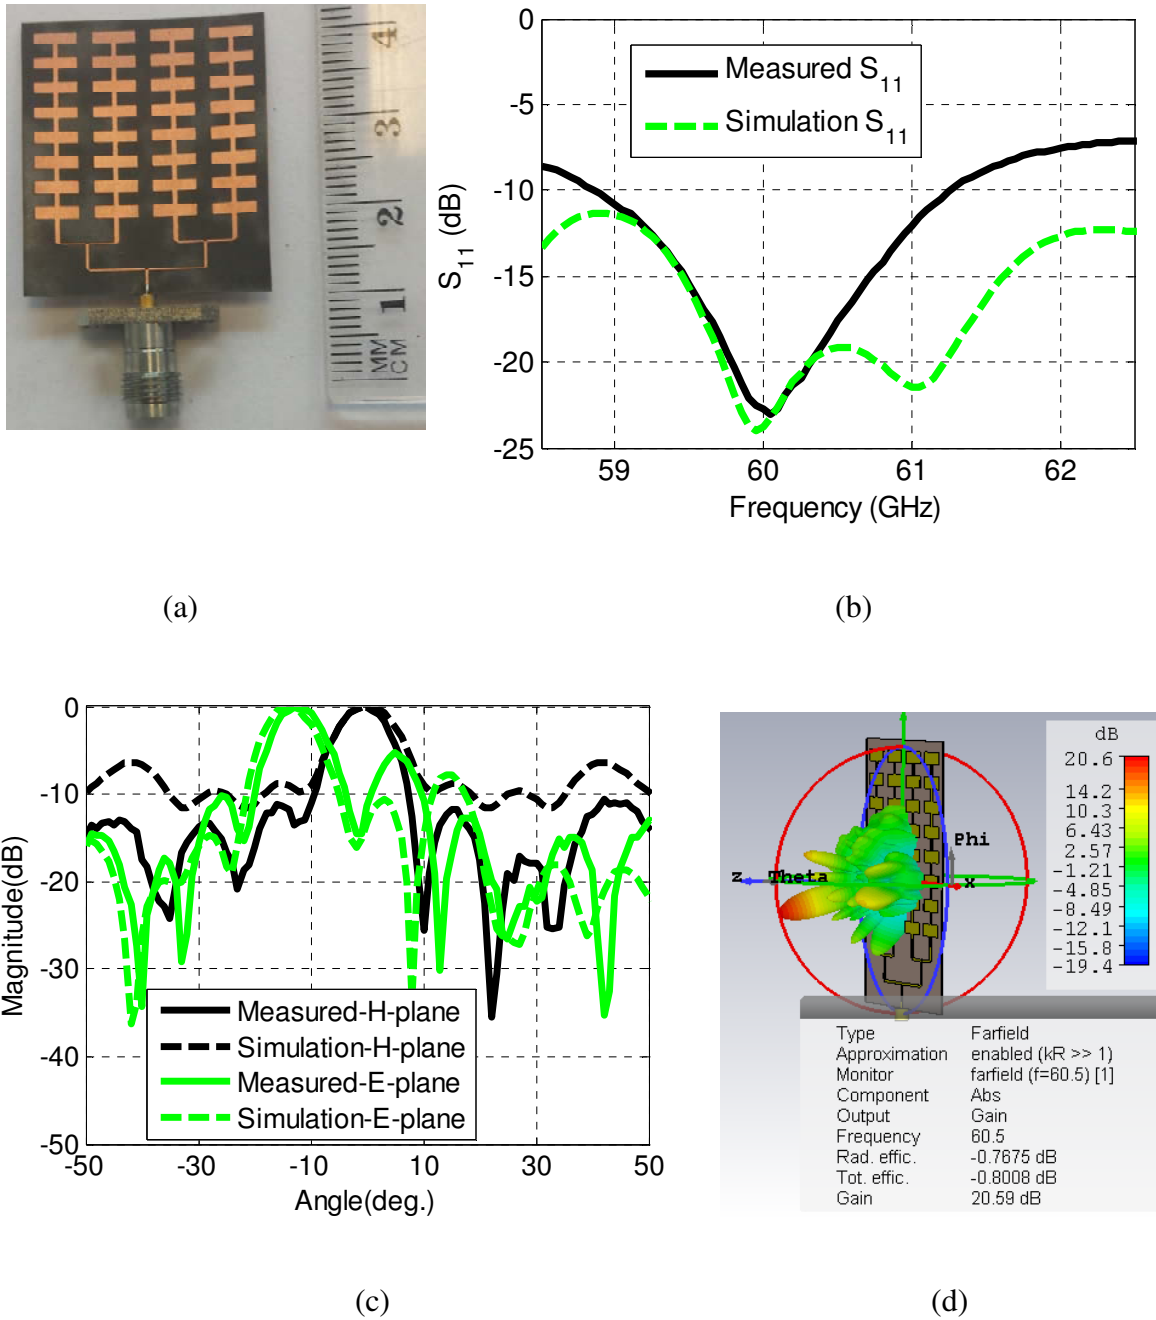 4
3
2
1
MM
CM
(a)
0
-5
-10
-15
-20
-25
S11 (dB)
Measured S11
Simulation S11
59 60 61 62
Frequency (GHz)
(b)
0
-10
-20
-30
-40
-50
Magnitude(dB)
Measured-H-plane
Simulation-H-plane
Measured-E-plane
Simulation-E-plane
-50 -30 -10 10 30 50
Angle(deg.)
(c)
dB
20.6
14.2
10.3
6.43
2.57
-1.21
-4.85
-8.49
-12.1
-15.8
-19.4
Phi
z Theta x
Type Farfield
Approximation enabled (kR >> 1)
Monitor farfield (f=60.5) [1]
Component Abs
Output Gain
Frequency 60.5
Rad. effic. -0.7675 dB
Tot. effic. -0.8008 dB
Gain 20.59 dB
(d)